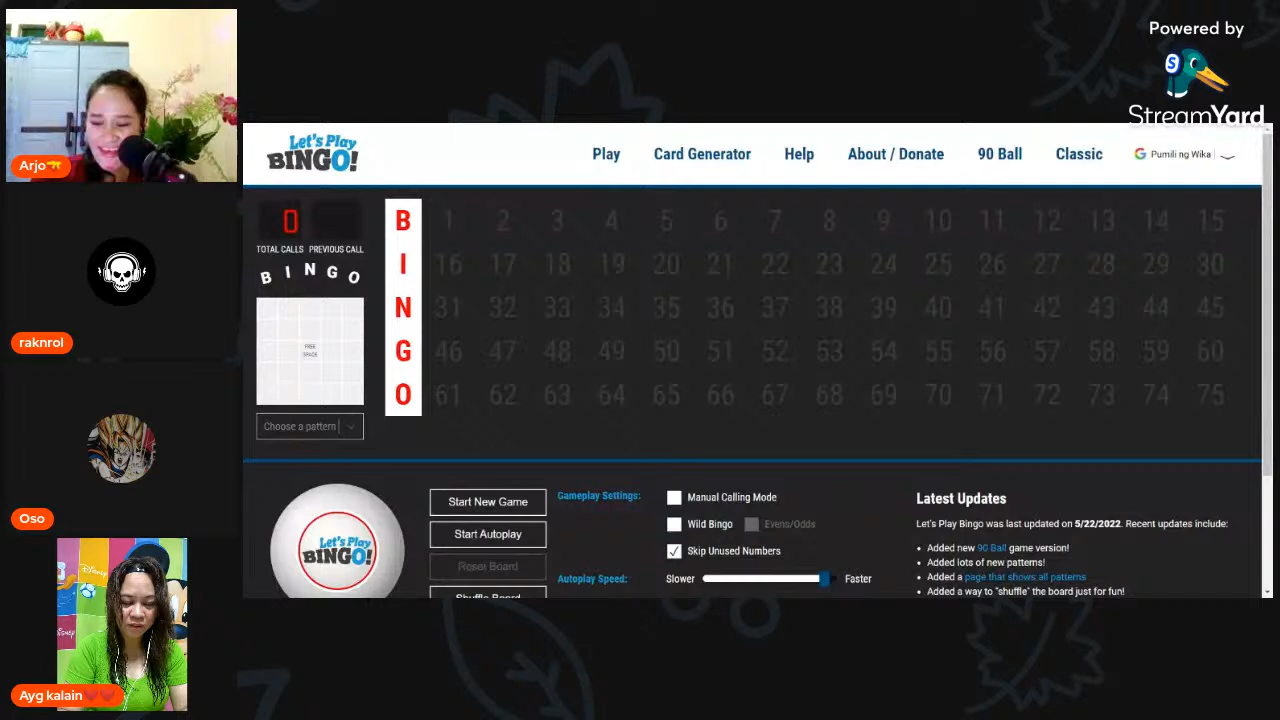 Powered by
StreamYard
Arjo
raknrol
Oso
Ayg kalain
Let's Play
BINGO!
Play
Card Generator
Help
About / Donate
90 Ball
Classic
Pumili ng Wika
0
TOTAL CALLS
PREVIOUS CALL
B I N G O
FREE
SPACE
Choose a pattern
B 1 2 3 4 5 6 7 8 9 10 11 12 13 14 15
I 16 17 18 19 20 21 22 23 24 25 26 27 28 29 30
N 31 32 33 34 35 36 37 38 39 40 41 42 43 44 45
G 46 47 48 49 50 51 52 53 54 55 56 57 58 59 60
O 61 62 63 64 65 66 67 68 69 70 71 72 73 74 75
Let's Play
BINGO!
Start New Game
Start Autoplay
Reset Board
Shuffle Board
Gameplay Settings:
Manual Calling Mode
Wild Bingo
Evens/Odds
Skip Unused Numbers
Autoplay Speed:
Slower
Faster
Latest Updates
Let's Play Bingo was last updated on 5/22/2022. Recent updates include:
Added new 90 Ball game version!
Added lots of new patterns!
Added a page that shows all patterns
Added a way to "shuffle" the board just for fun!